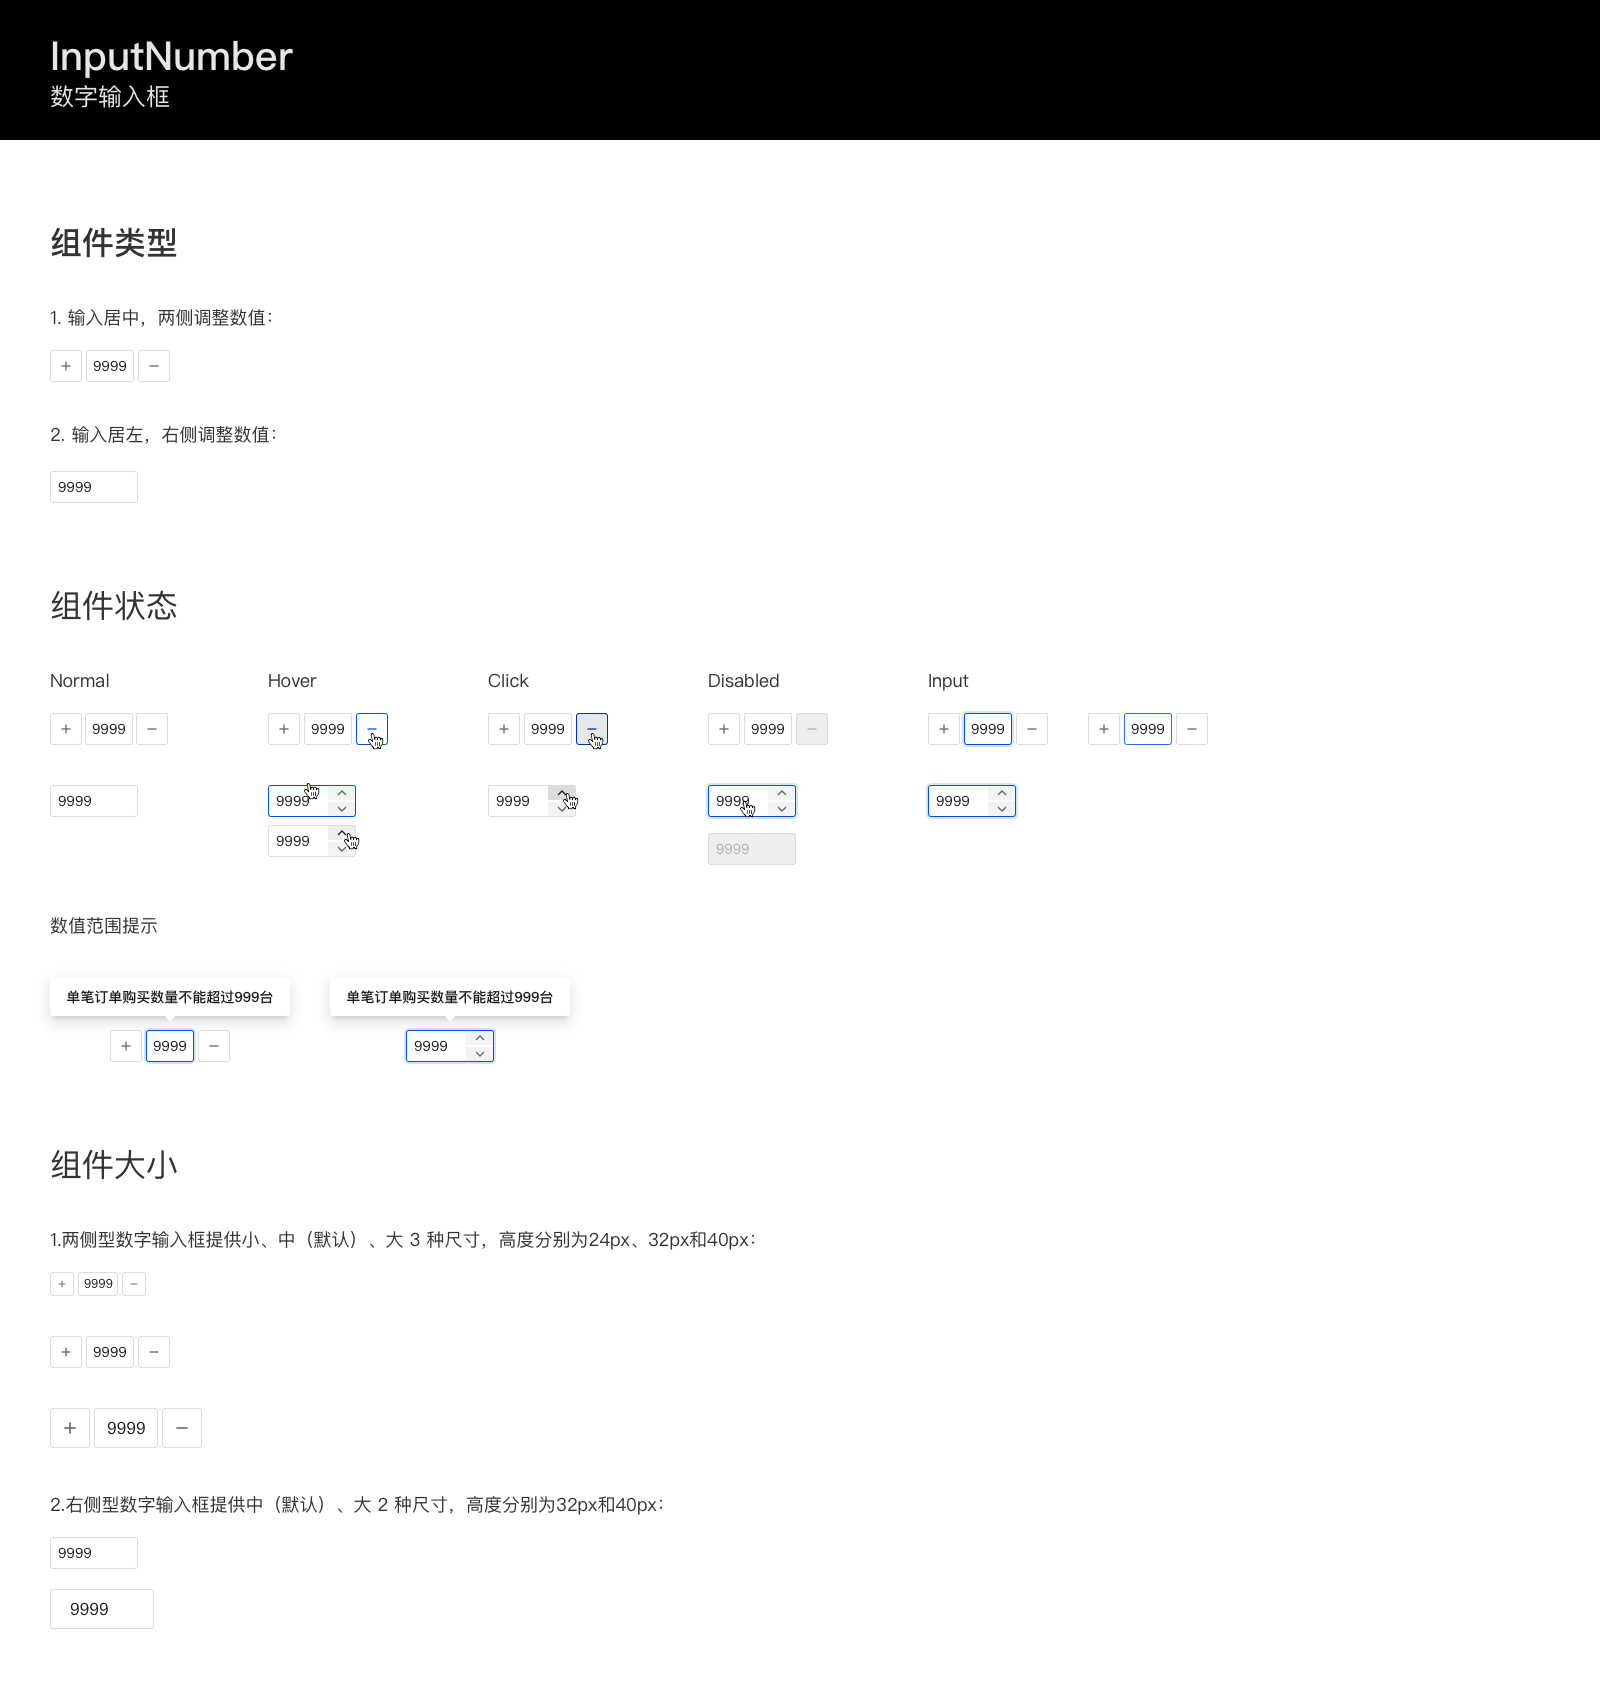 InputNumber
数字输入框
组件类型
1. 输入居中，两侧调整数值：
+ 9999 −
2. 输入居左，右侧调整数值：
9999
组件状态
Normal Hover Click Disabled Input
+ 9999 − + 9999 − + 9999 − + 9999 − + 9999 − + 9999 −
9999 9999 9999 9999 9999
9999 9999
数值范围提示
单笔订单购买数量不能超过999台 单笔订单购买数量不能超过999台
+ 9999 − 9999
组件大小
1.两侧型数字输入框提供小、中（默认）、大 3 种尺寸，高度分别为24px、32px和40px：
+ 9999 −
+ 9999 −
+ 9999 −
2.右侧型数字输入框提供中（默认）、大 2 种尺寸，高度分别为32px和40px：
9999
9999